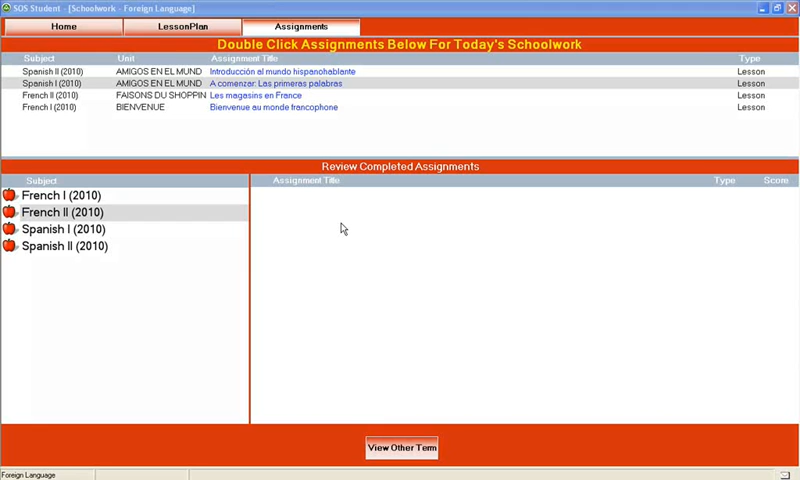 SOS Student - [Schoolwork - Foreign Language]
Home LessonPlan Assignments
Double Click Assignments Below For Today's Schoolwork
Subject Unit Assignment Title Type
Spanish II (2010) AMIGOS EN EL MUND Introducción al mundo hispanohablante Lesson
Spanish I (2010) AMIGOS EN EL MUND A comenzar: Las primeras palabras Lesson
French II (2010) FAISONS DU SHOPPIN Les magasins en France Lesson
French I (2010) BIENVENUE Bienvenue au monde francophone Lesson
Review Completed Assignments
Subject Assignment Title Type Score
French I (2010)
French II (2010)
Spanish I (2010)
Spanish II (2010)
View Other Term
Foreign Language